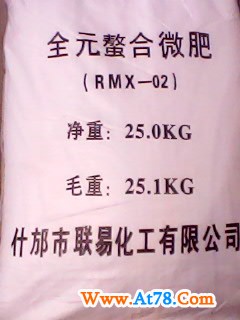 全元螯合微肥
(RMX-02)
净重: 25.0KG
毛重: 25.1KG
什邡市联易化工有限公司
www.At78.Com